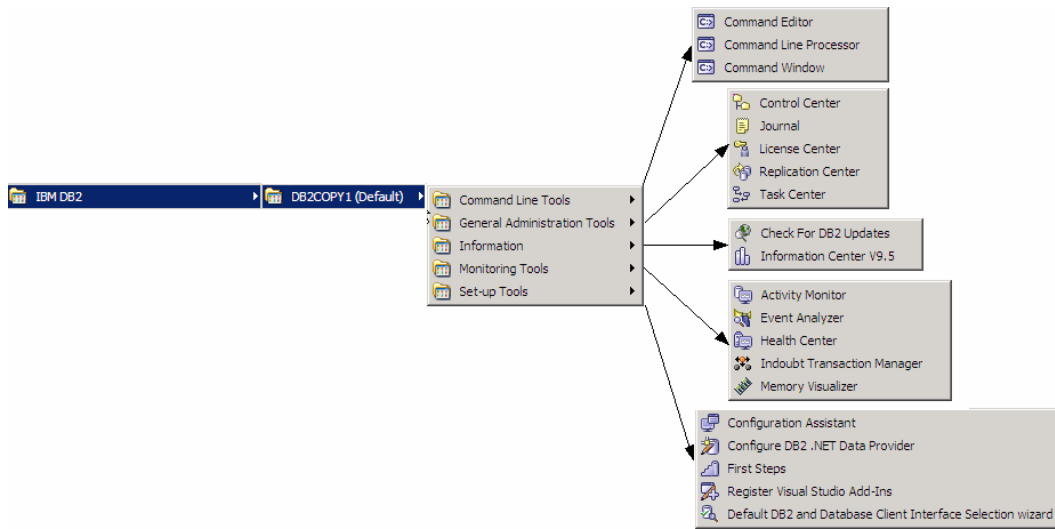 IBM DB2
DB2COPY1 (Default)
Command Line Tools
General Administration Tools
Information
Monitoring Tools
Set-up Tools
Command Editor
Command Line Processor
Command Window
Control Center
Journal
License Center
Replication Center
Task Center
Check For DB2 Updates
Information Center V9.5
Activity Monitor
Event Analyzer
Health Center
Indoubt Transaction Manager
Memory Visualizer
Configuration Assistant
Configure DB2 .NET Data Provider
First Steps
Register Visual Studio Add-Ins
Default DB2 and Database Client Interface Selection wizard